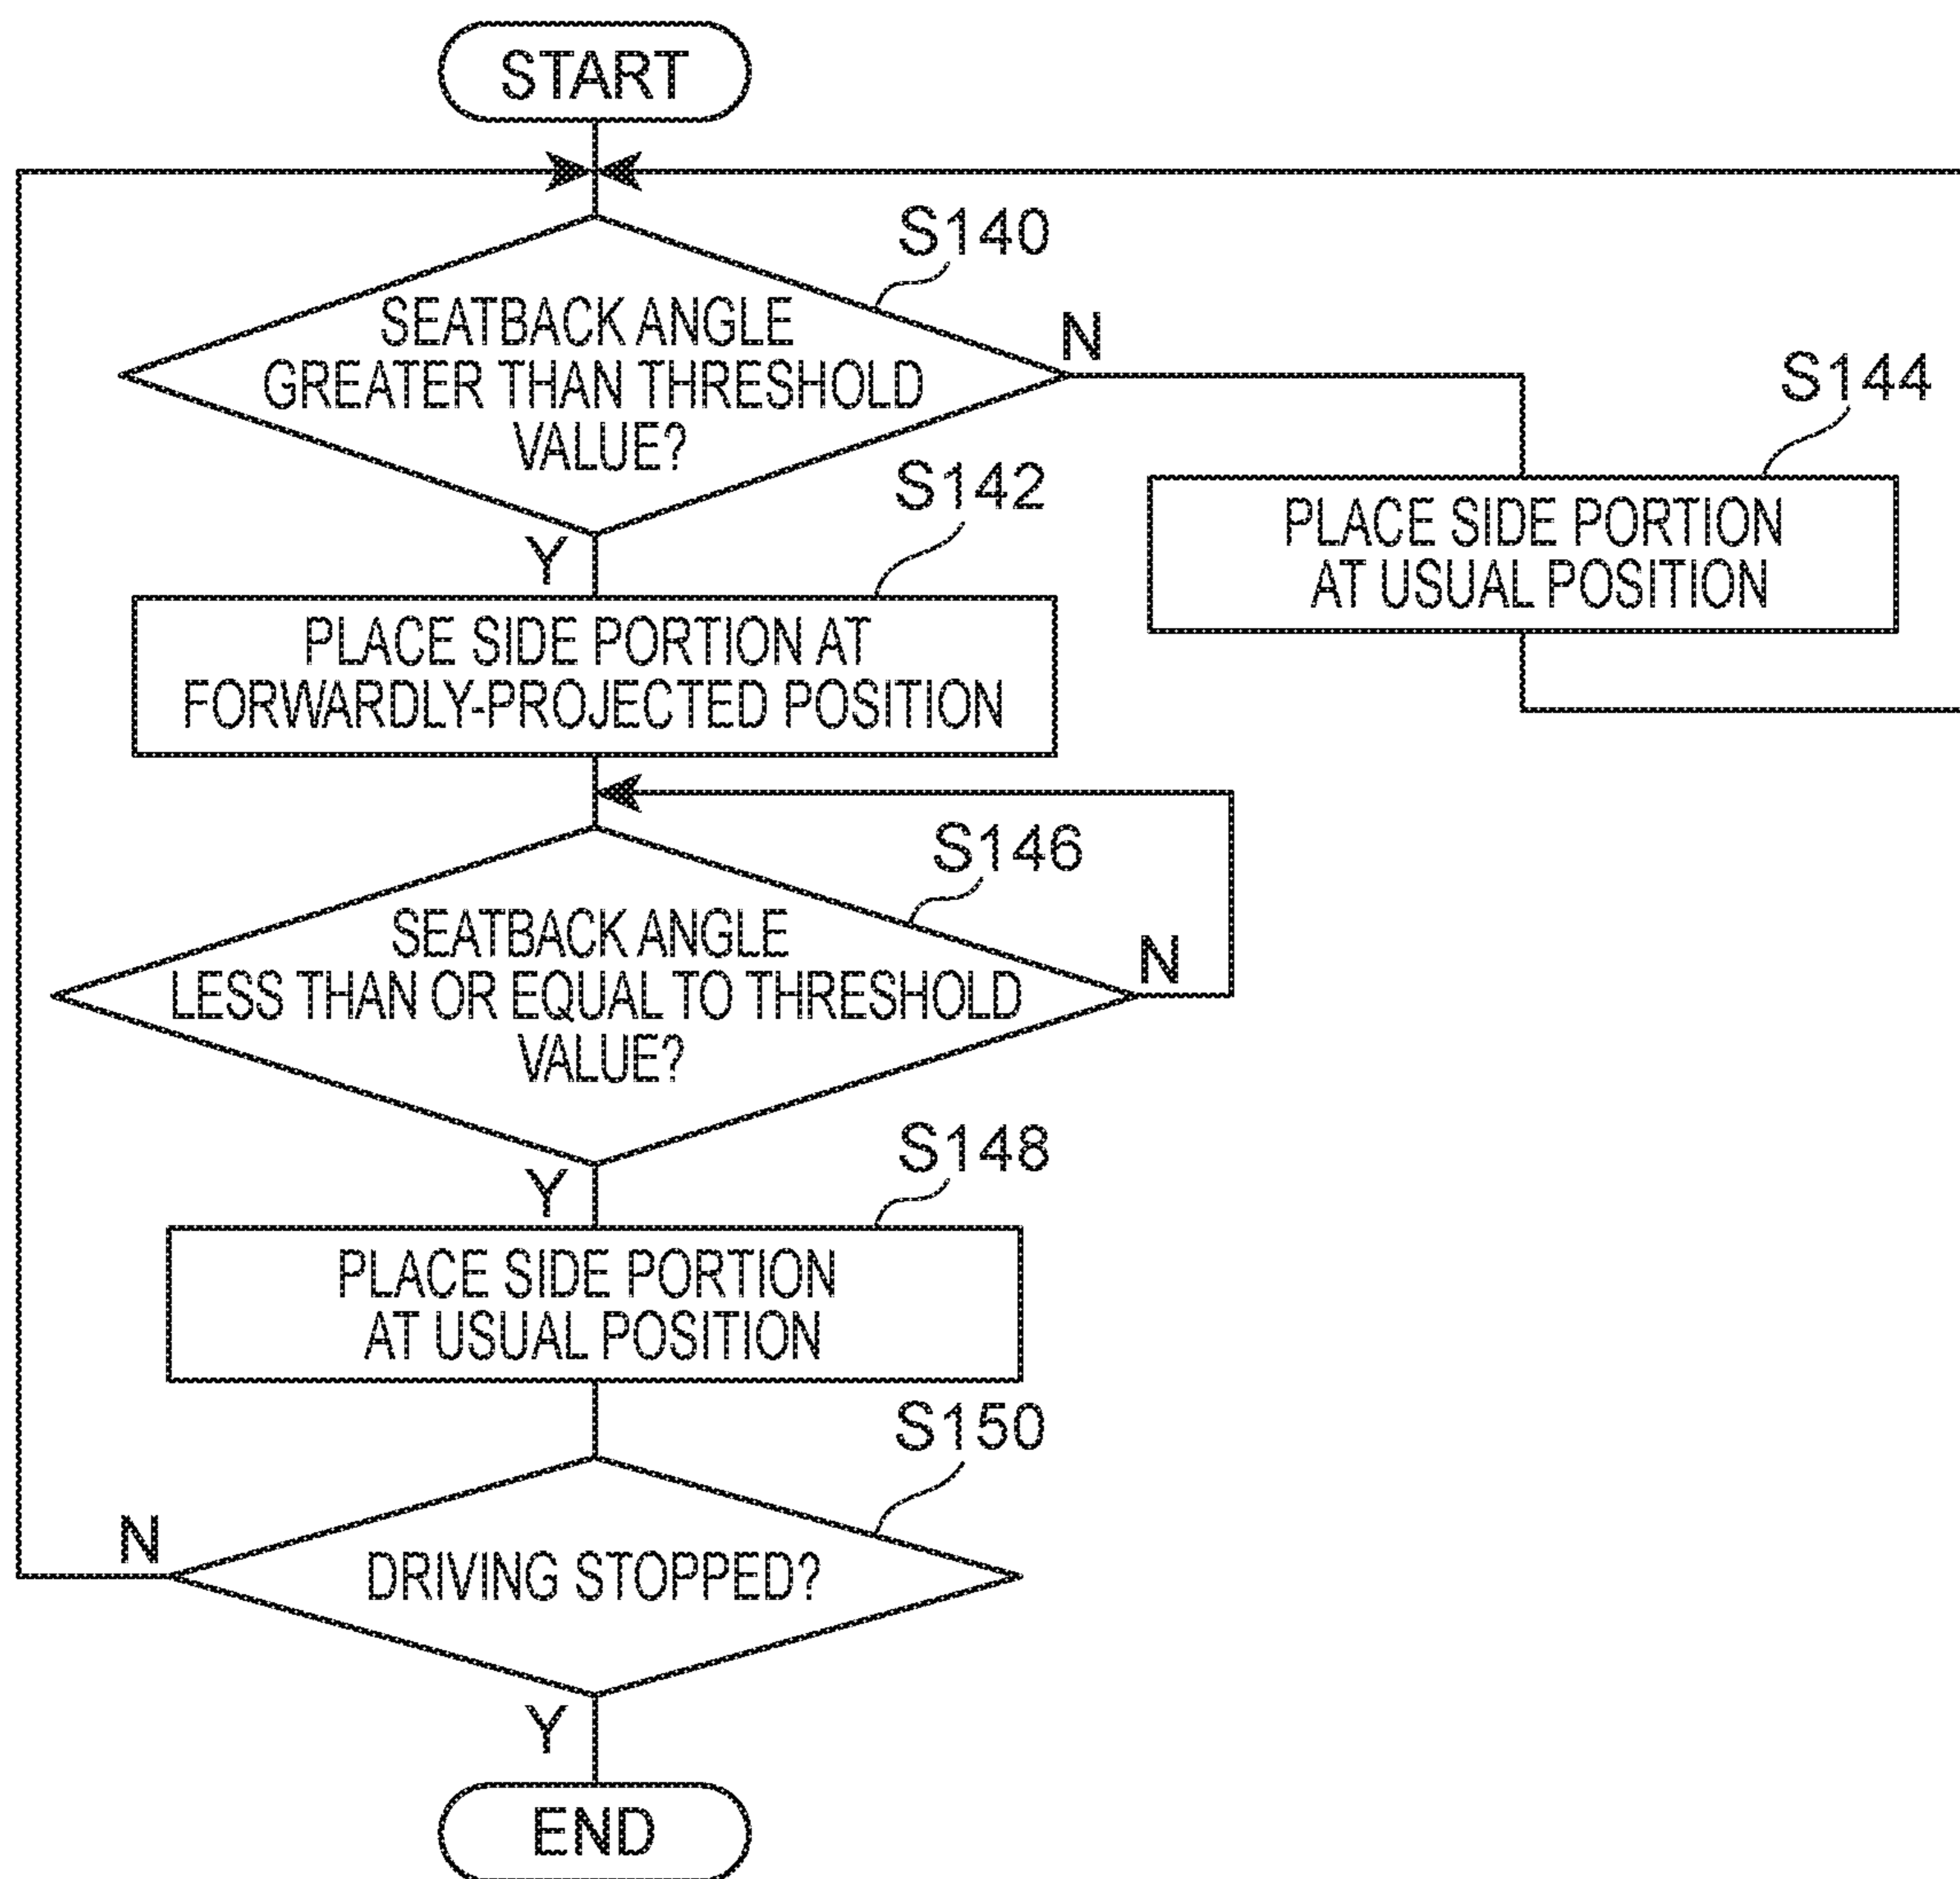 START
S140
SEATBACK ANGLE
GREATER THAN THRESHOLD
VALUE?
N
Y
S144
PLACE SIDE PORTION
AT USUAL POSITION
S142
PLACE SIDE PORTION AT
FORWARDLY-PROJECTED POSITION
S146
SEATBACK ANGLE
LESS THAN OR EQUAL TO THRESHOLD
VALUE?
N
Y
S148
PLACE SIDE PORTION
AT USUAL POSITION
S150
N
DRIVING STOPPED?
Y
END